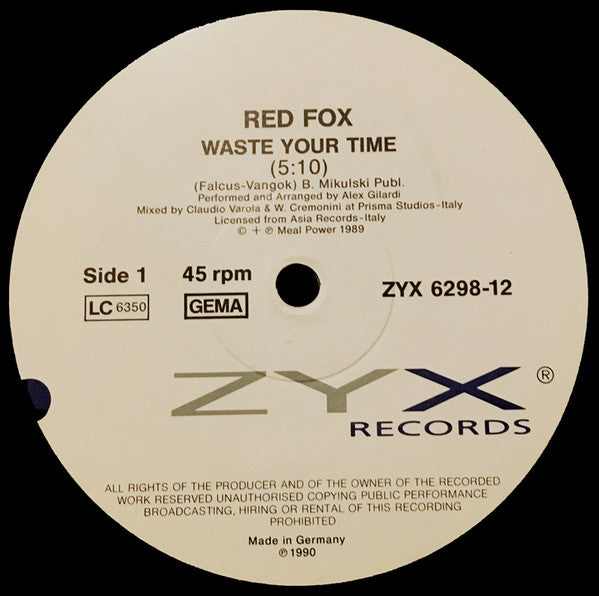 RED FOX
WASTE YOUR TIME
(5:10)
(Falcus-Vangok) B. Mikulski Publ.
Performed and Arranged by Alex Gilardi
Mixed by Claudio Varola & W. Cremonini at Prisma Studios-Italy
Licensed from Asia Records-Italy
© + ℗ Meal Power 1989
Side 1 45 rpm
ZYX 6298-12
LC 6350 GEMA
ZYX ®
RECORDS
ALL RIGHTS OF THE PRODUCER AND OF THE OWNER OF THE RECORDED
WORK RESERVED UNAUTHORISED COPYING PUBLIC PERFORMANCE
BROADCASTING, HIRING OR RENTAL OF THIS RECORDING
PROHIBITED
Made in Germany
℗ 1990